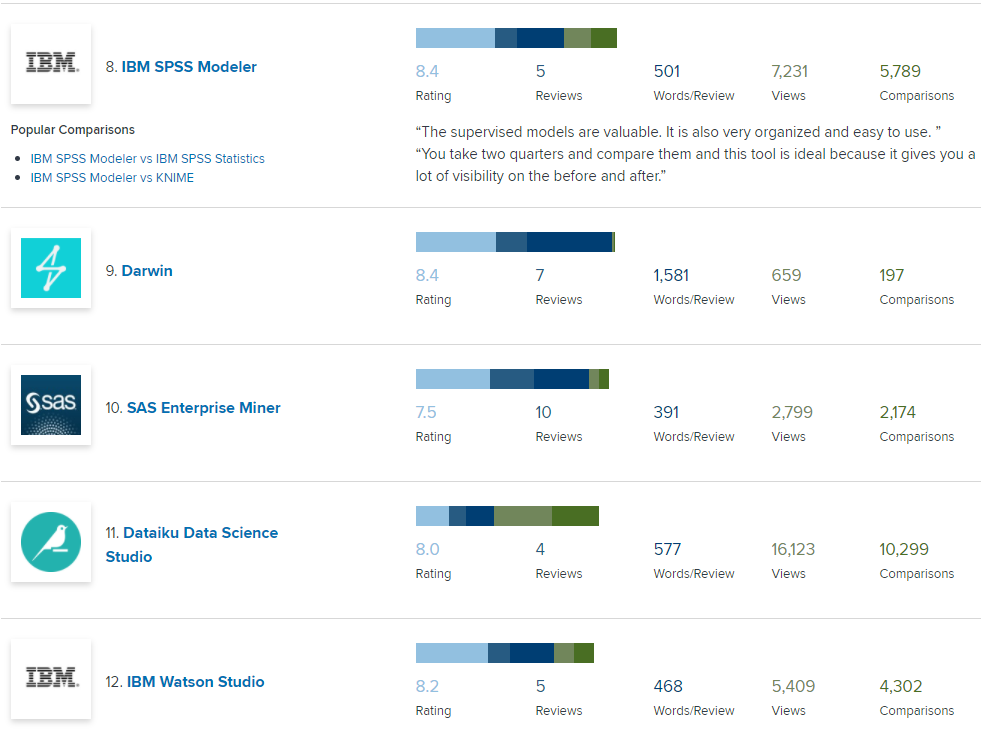 IBM.
8. IBM SPSS Modeler
8.4 5 501 7,231 5,789
Rating Reviews Words/Review Views Comparisons
Popular Comparisons
IBM SPSS Modeler vs IBM SPSS Statistics
IBM SPSS Modeler vs KNIME
“The supervised models are valuable. It is also very organized and easy to use. ”
“You take two quarters and compare them and this tool is ideal because it gives you a
lot of visibility on the before and after.”
9. Darwin
8.4 7 1,581 659 197
Rating Reviews Words/Review Views Comparisons
sas
10. SAS Enterprise Miner
7.5 10 391 2,799 2,174
Rating Reviews Words/Review Views Comparisons
11. Dataiku Data Science
Studio
8.0 4 577 16,123 10,299
Rating Reviews Words/Review Views Comparisons
IBM.
12. IBM Watson Studio
8.2 5 468 5,409 4,302
Rating Reviews Words/Review Views Comparisons